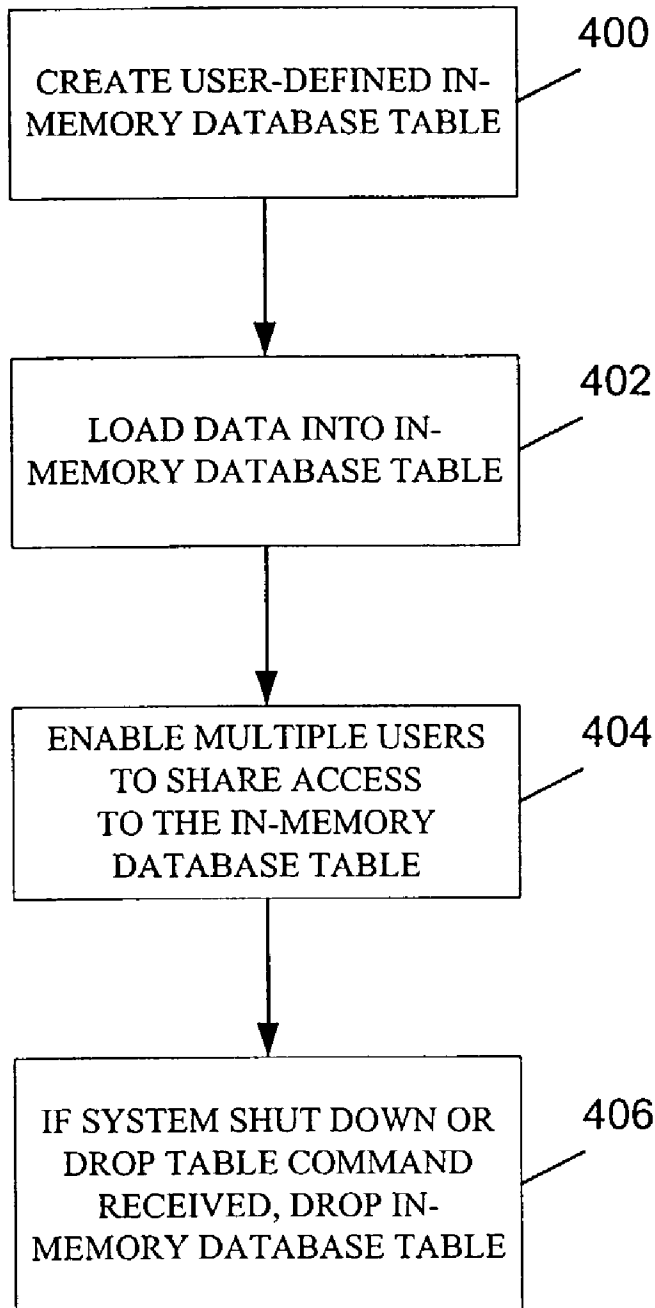 400
CREATE USER-DEFINED IN-
MEMORY DATABASE TABLE
402
LOAD DATA INTO IN-
MEMORY DATABASE TABLE
404
ENABLE MULTIPLE USERS
TO SHARE ACCESS
TO THE IN-MEMORY
DATABASE TABLE
406
IF SYSTEM SHUT DOWN OR
DROP TABLE COMMAND
RECEIVED, DROP IN-
MEMORY DATABASE TABLE